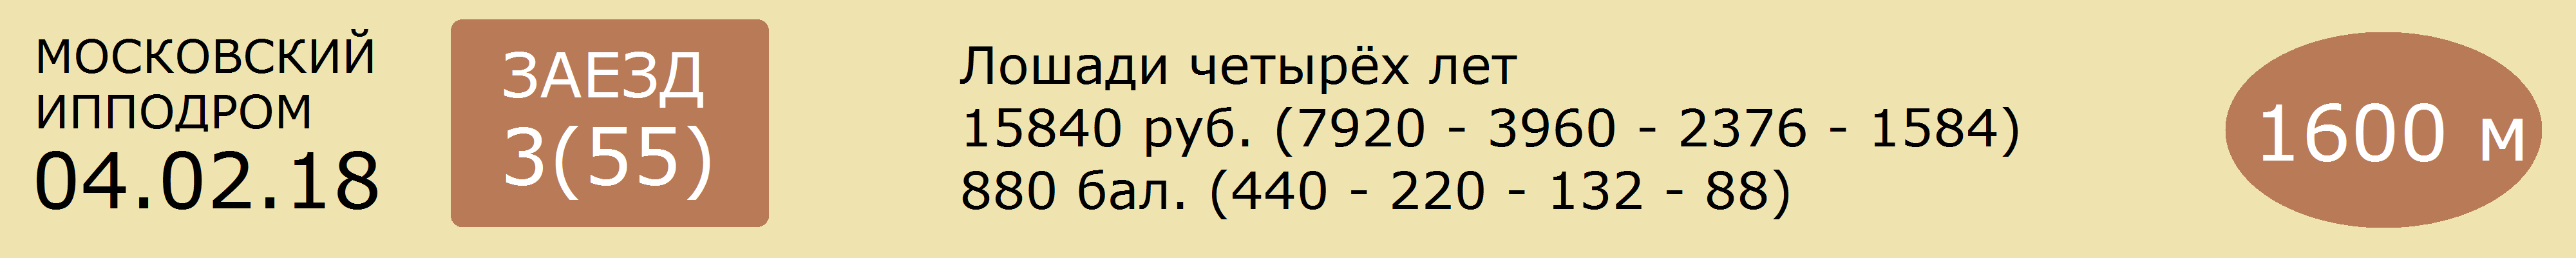 МОСКОВСКИЙ
ИППОДРОМ
04.02.18
ЗАЕЗД
3(55)
Лошади четырёх лет
15840 руб. (7920 - 3960 - 2376 - 1584)
880 бал. (440 - 220 - 132 - 88)
1600 м